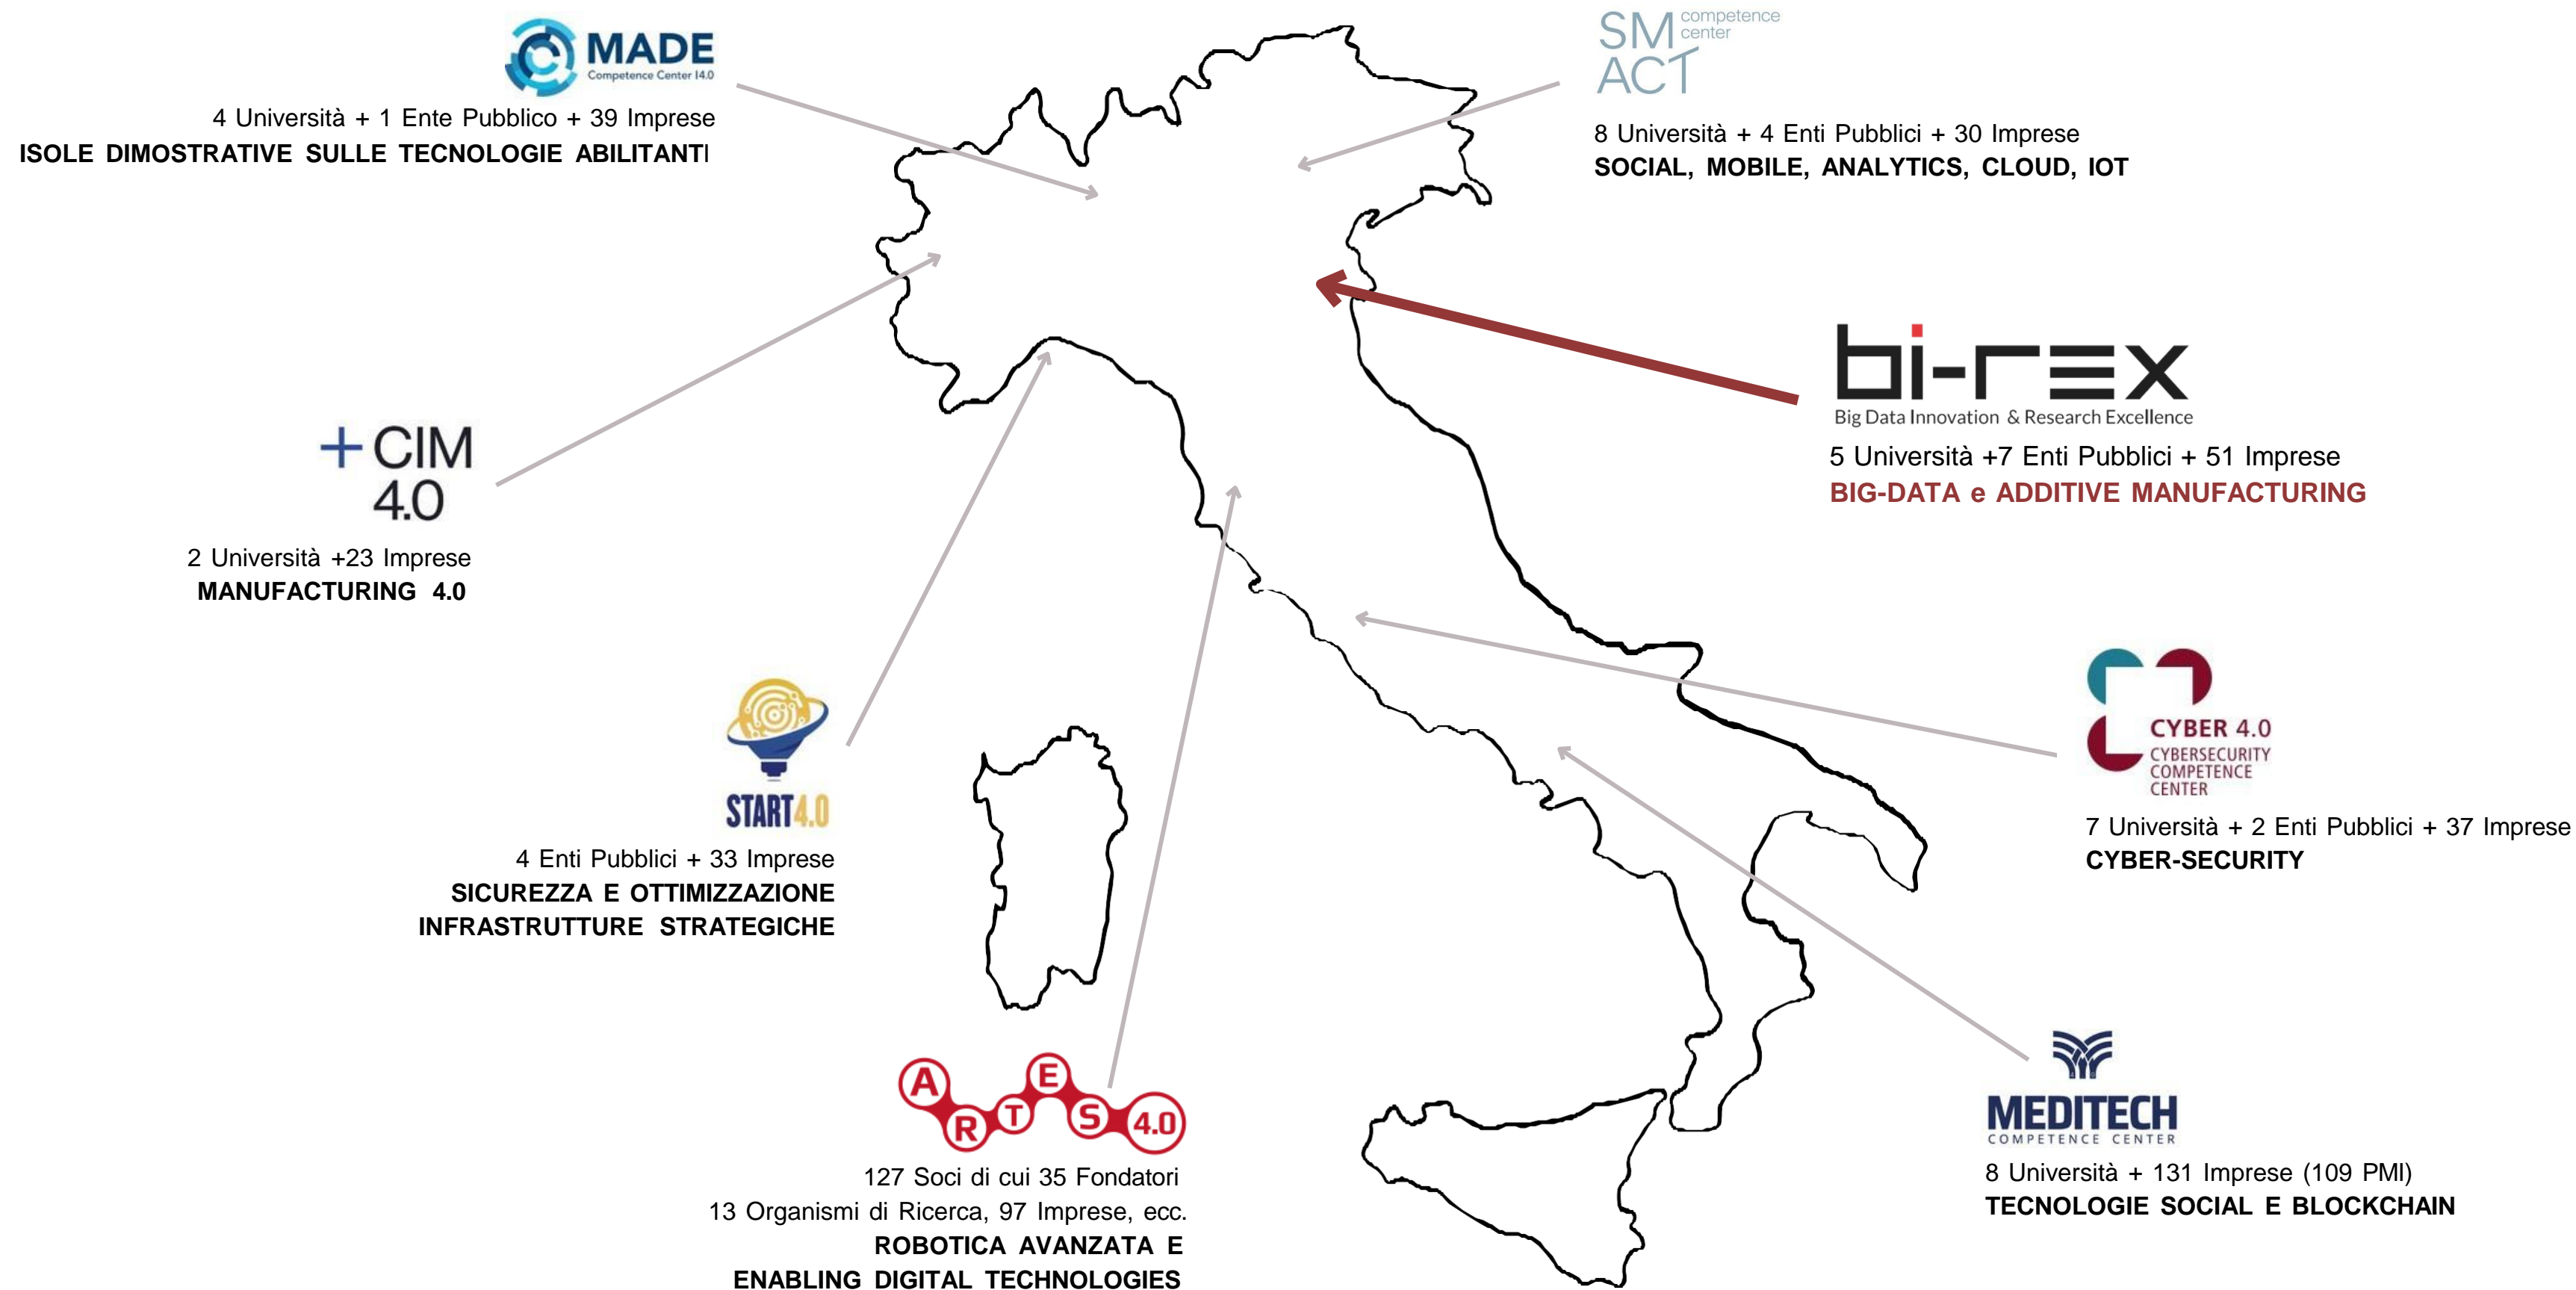 MADE
Competence Center I4.0
4 Università + 1 Ente Pubblico + 39 Imprese
ISOLE DIMOSTRATIVE SULLE TECNOLOGIE ABILITANTI
SM competence
center
ACT
8 Università + 4 Enti Pubblici + 30 Imprese
SOCIAL, MOBILE, ANALYTICS, CLOUD, IOT
bi-rex
Big Data Innovation & Research Excellence
5 Università +7 Enti Pubblici + 51 Imprese
BIG-DATA e ADDITIVE MANUFACTURING
+CIM
4.0
2 Università +23 Imprese
MANUFACTURING 4.0
START4.0
4 Enti Pubblici + 33 Imprese
SICUREZZA E OTTIMIZZAZIONE
INFRASTRUTTURE STRATEGICHE
CYBER 4.0
CYBERSECURITY
COMPETENCE
CENTER
7 Università + 2 Enti Pubblici + 37 Imprese
CYBER-SECURITY
ARTES 4.0
127 Soci di cui 35 Fondatori
13 Organismi di Ricerca, 97 Imprese, ecc.
ROBOTICA AVANZATA E
ENABLING DIGITAL TECHNOLOGIES
MEDITECH
COMPETENCE CENTER
8 Università + 131 Imprese (109 PMI)
TECNOLOGIE SOCIAL E BLOCKCHAIN